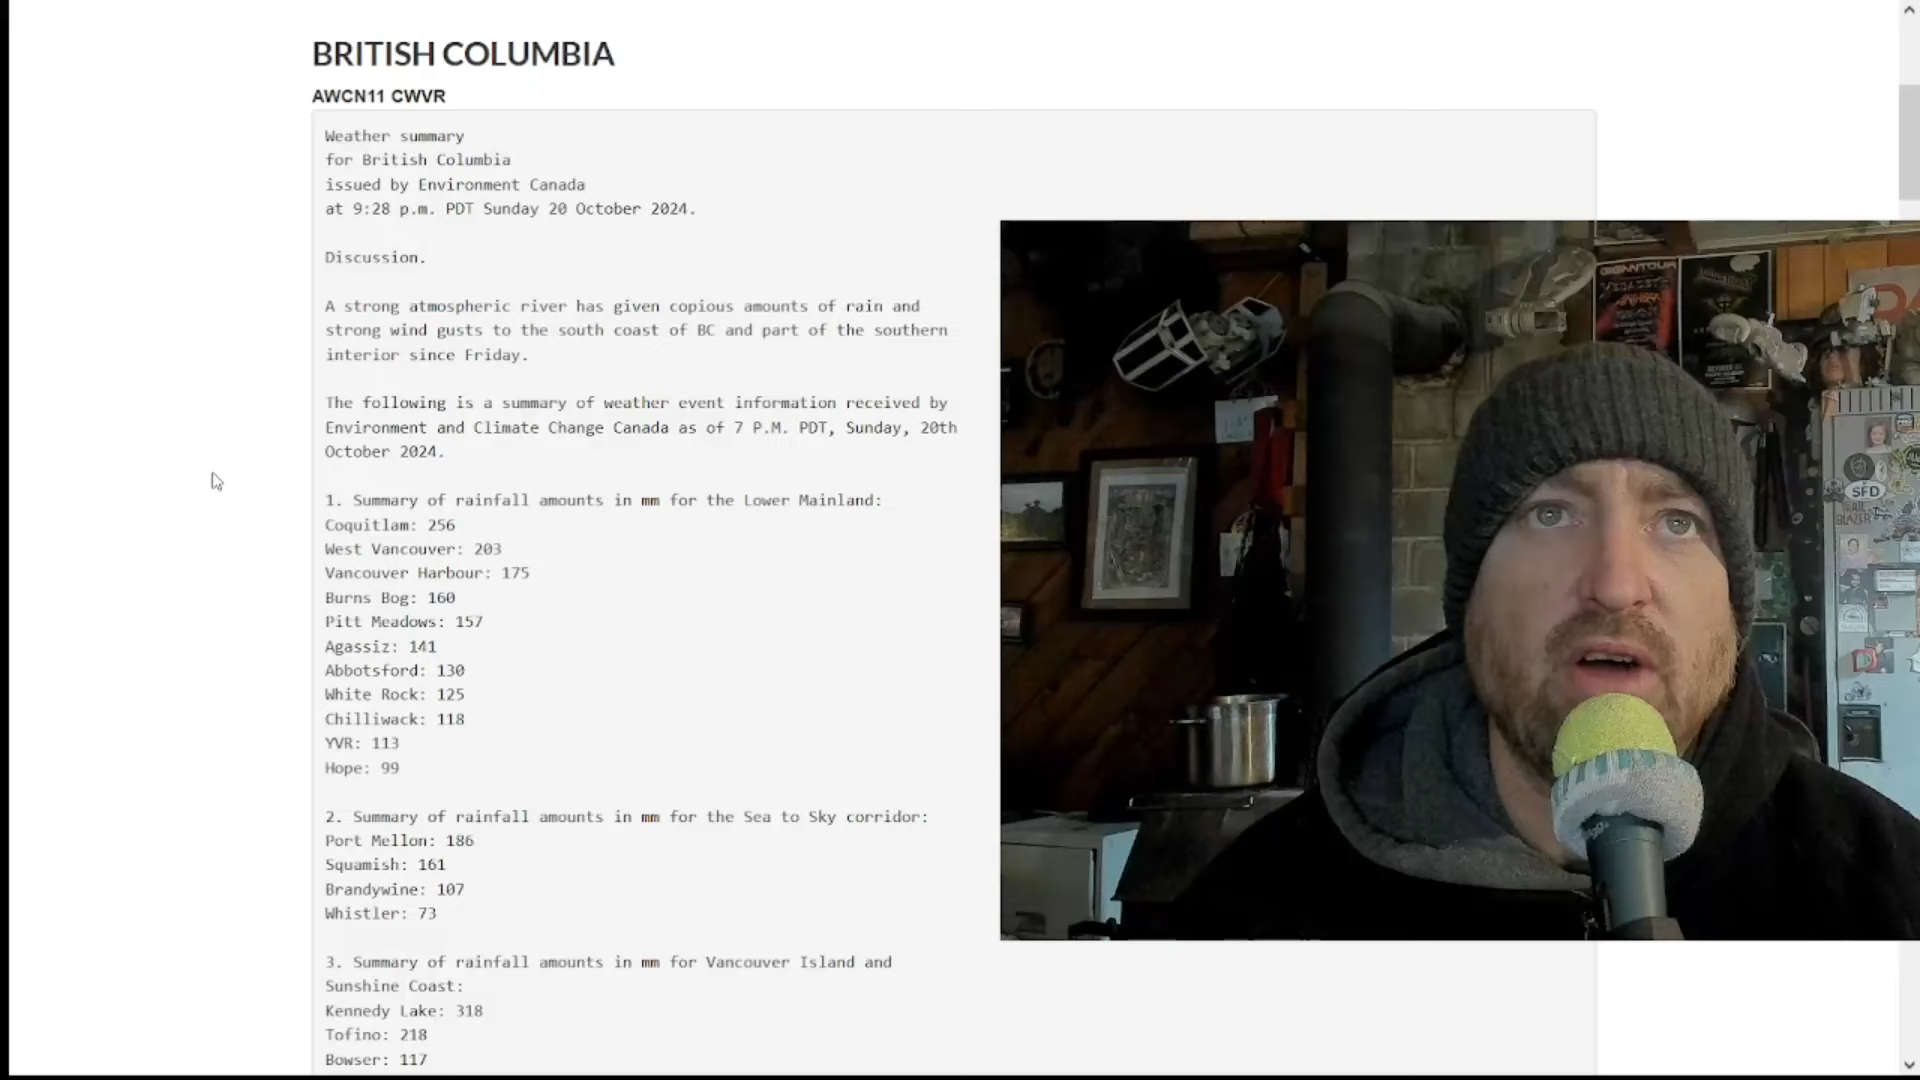 BRITISH COLUMBIA
AWCN11 CWVR
Weather summary
for British Columbia
issued by Environment Canada
at 9:28 p.m. PDT Sunday 20 October 2024.
Discussion.
A strong atmospheric river has given copious amounts of rain and
strong wind gusts to the south coast of BC and part of the southern
interior since Friday.
The following is a summary of weather event information received by
Environment and Climate Change Canada as of 7 P.M. PDT, Sunday, 20th
October 2024.
1. Summary of rainfall amounts in mm for the Lower Mainland:
Coquitlam: 256
West Vancouver: 203
Vancouver Harbour: 175
Burns Bog: 160
Pitt Meadows: 157
Agassiz: 141
Abbotsford: 130
White Rock: 125
Chilliwack: 118
YVR: 113
Hope: 99
2. Summary of rainfall amounts in mm for the Sea to Sky corridor:
Port Mellon: 186
Squamish: 161
Brandywine: 107
Whistler: 73
3. Summary of rainfall amounts in mm for Vancouver Island and
Sunshine Coast:
Kennedy Lake: 318
Tofino: 218
Bowser: 117
GIGANTOUR
MEGADETH
SFD
TRAIL
BLAZER